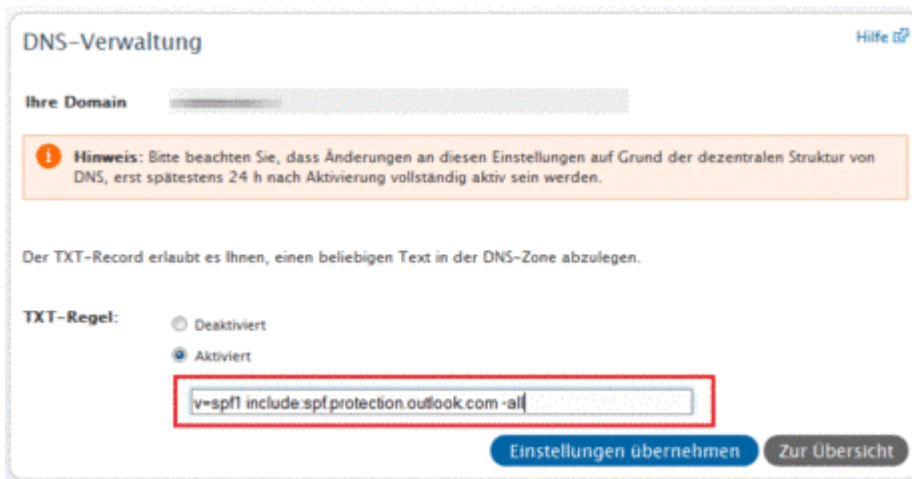 DNS-Verwaltung
Hilfe
Ihre Domain
Hinweis: Bitte beachten Sie, dass Änderungen an diesen Einstellungen auf Grund der dezentralen Struktur von
DNS, erst spätestens 24 h nach Aktivierung vollständig aktiv sein werden.
Der TXT-Record erlaubt es Ihnen, einen beliebigen Text in der DNS-Zone abzulegen.
TXT-Regel:
Deaktiviert
Aktiviert
v=spf1 include:spf.protection.outlook.com -all
Einstellungen übernehmen
Zur Übersicht